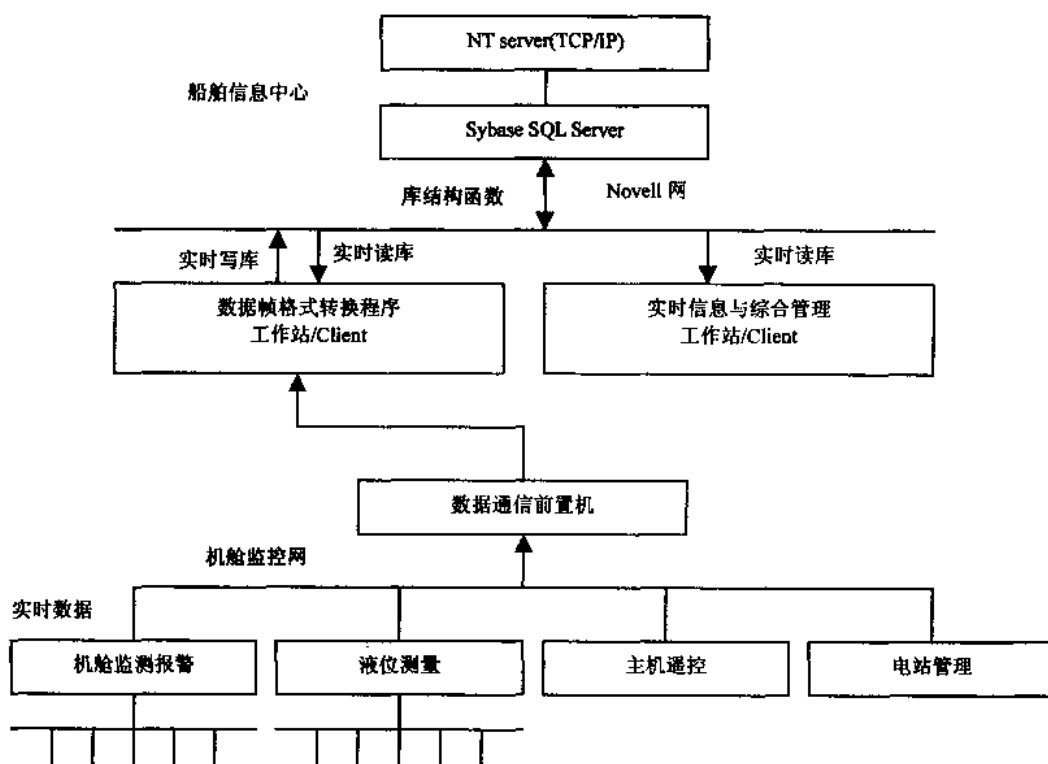 NT server(TCP/IP)
船舶信息中心
Sybase SQL Server
库结构函数
Novell 网
实时写库
实时读库
实时读库
数据帧格式转换程序
工作站/Client
实时信息与综合管理
工作站/Client
数据通信前置机
机舱监控网
实时数据
机舱监测报警
液位测量
主机遥控
电站管理